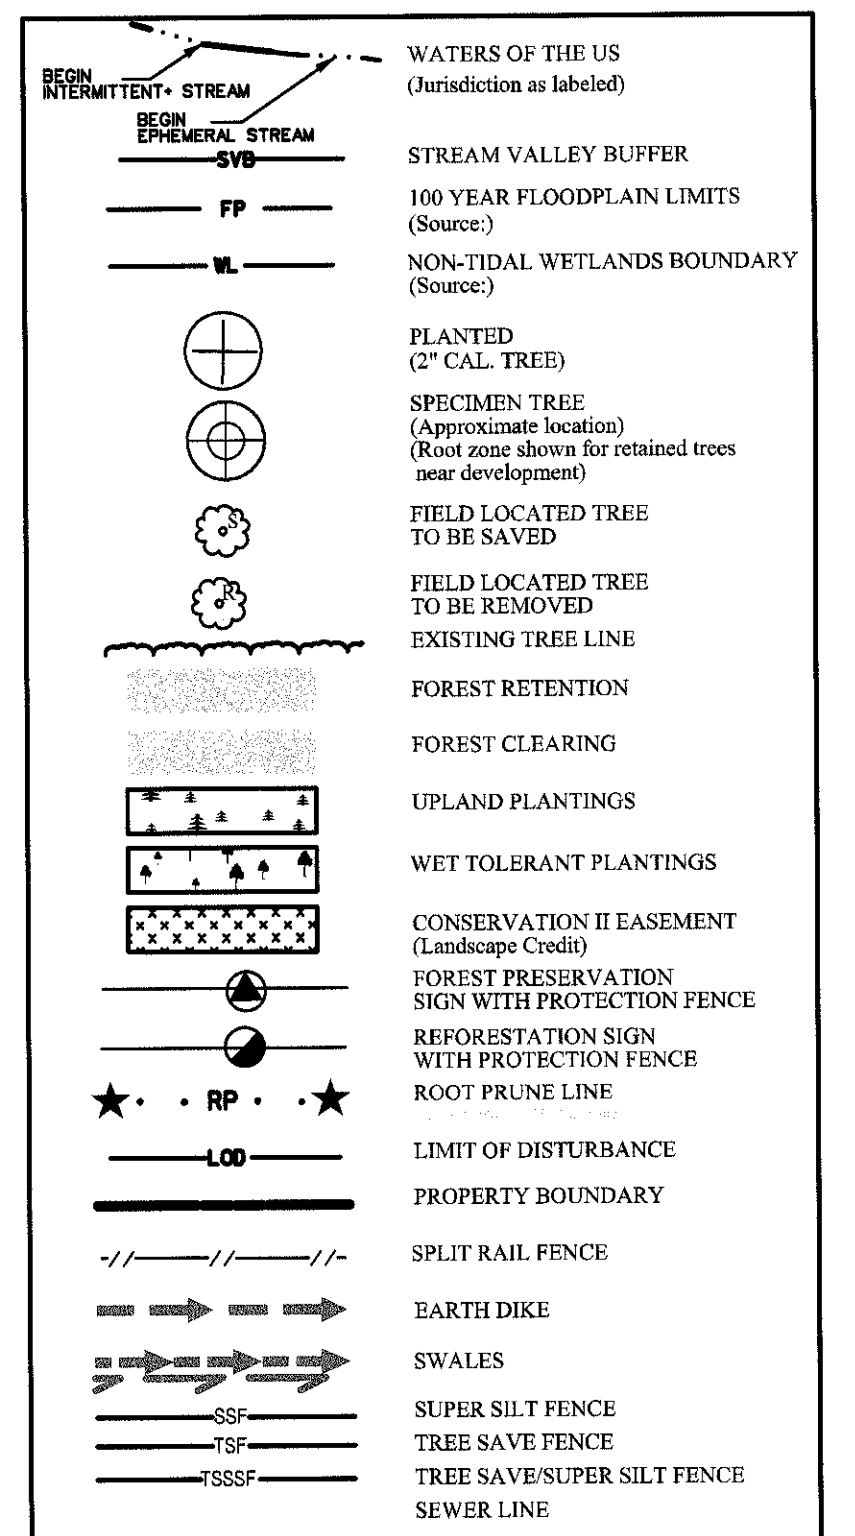 WATERS OF THE US
(Jurisdiction as labeled)
BEGIN
INTERMITTENT+ STREAM
BEGIN
EPHEMERAL STREAM
SVB
STREAM VALLEY BUFFER
FP
100 YEAR FLOODPLAIN LIMITS
(Source:)
WL
NON-TIDAL WETLANDS BOUNDARY
(Source:)
PLANTED
(2" CAL. TREE)
SPECIMEN TREE
(Approximate location)
(Root zone shown for retained trees
near development)
S
FIELD LOCATED TREE
TO BE SAVED
R
FIELD LOCATED TREE
TO BE REMOVED
EXISTING TREE LINE
FOREST RETENTION
FOREST CLEARING
UPLAND PLANTINGS
WET TOLERANT PLANTINGS
CONSERVATION II EASEMENT
(Landscape Credit)
FOREST PRESERVATION
SIGN WITH PROTECTION FENCE
REFORESTATION SIGN
WITH PROTECTION FENCE
RP
ROOT PRUNE LINE
LOD
LIMIT OF DISTURBANCE
PROPERTY BOUNDARY
SPLIT RAIL FENCE
EARTH DIKE
SWALES
SSF
SUPER SILT FENCE
TSF
TREE SAVE FENCE
TSSSF
TREE SAVE/SUPER SILT FENCE
SEWER LINE